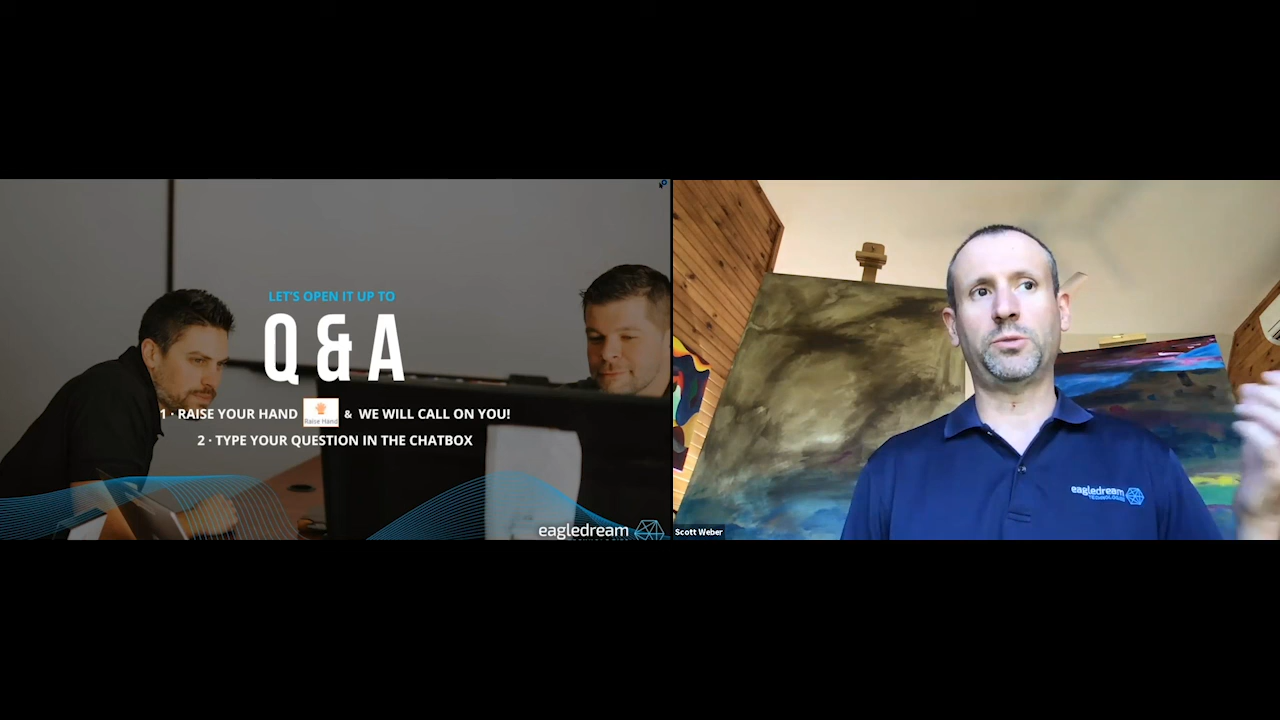 LET'S OPEN IT UP TO
Q & A
1 · RAISE YOUR HAND Raise Hand & WE WILL CALL ON YOU!
2 · TYPE YOUR QUESTION IN THE CHATBOX
eagledream
eagledream
TECHNOLOGIES
Scott Weber